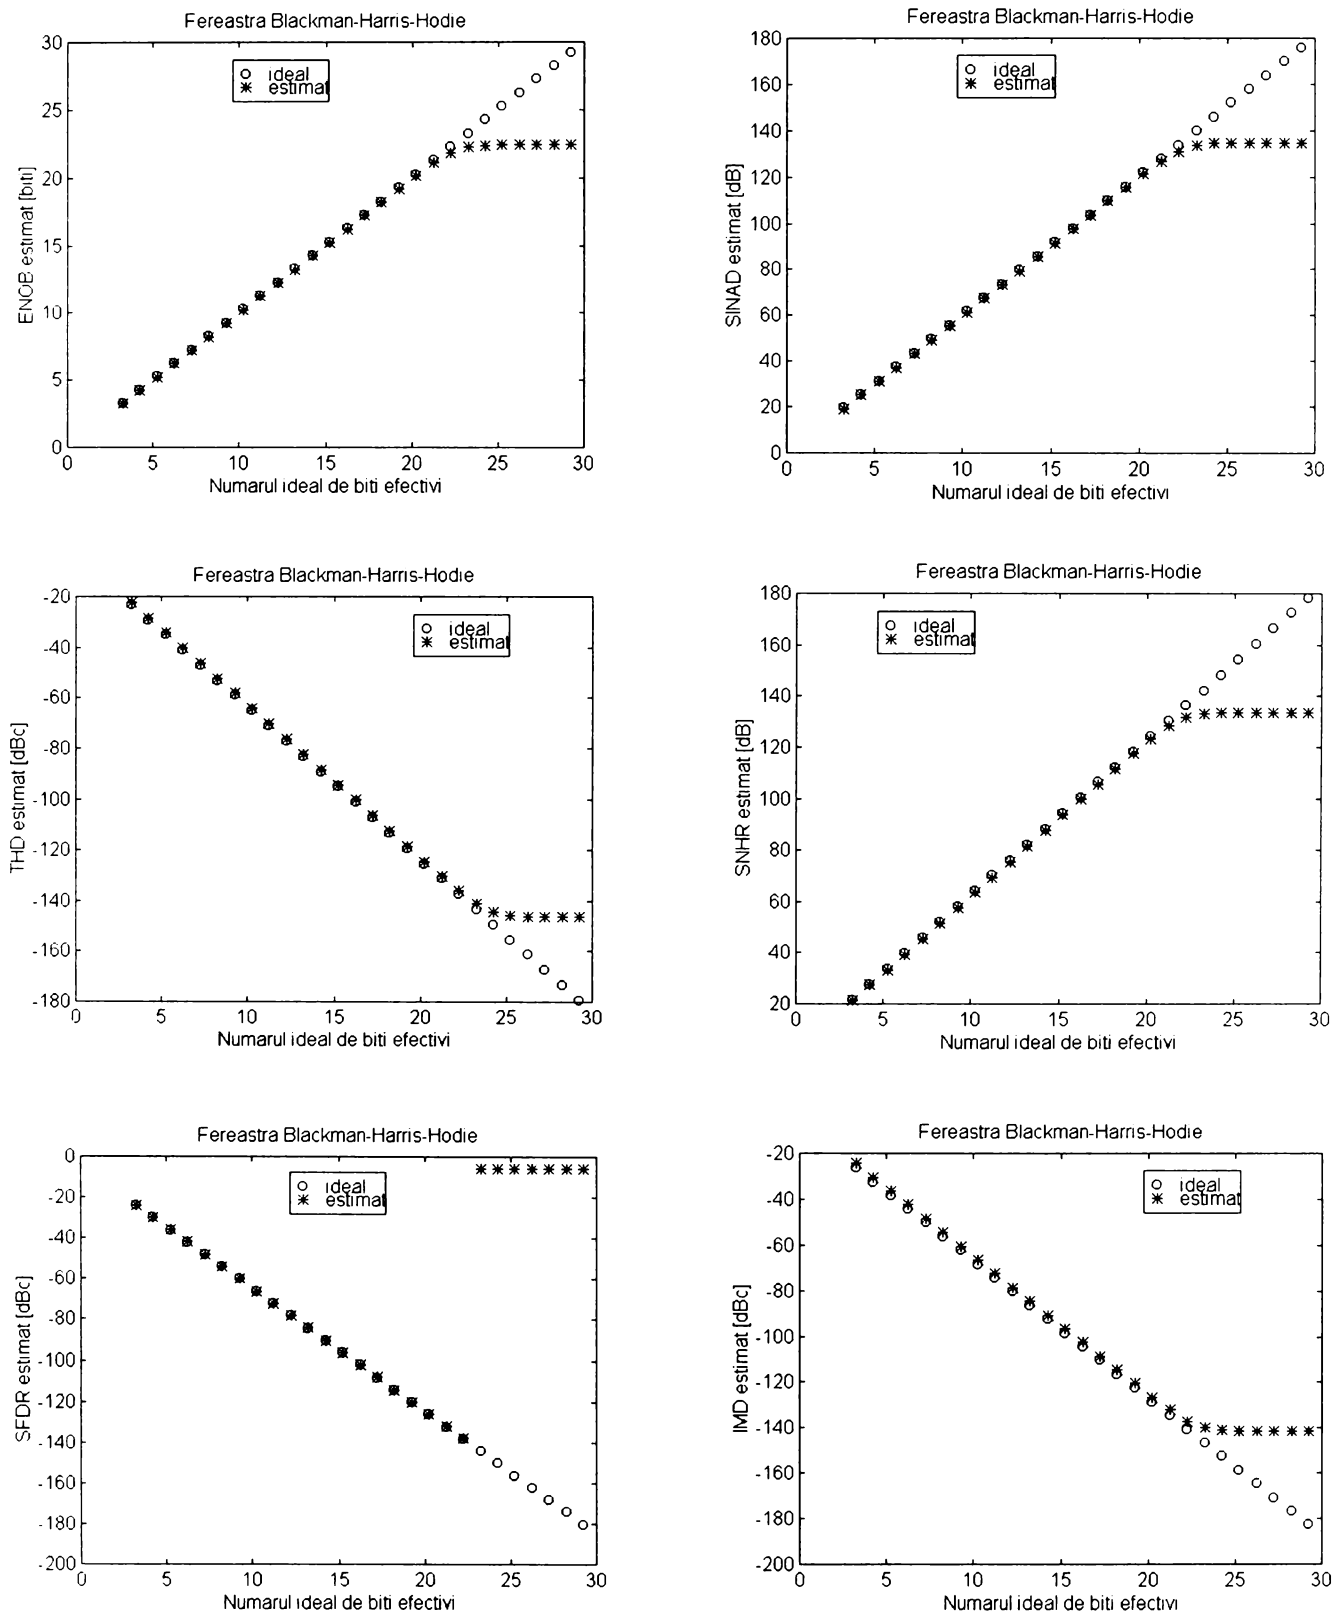 Fereastra Blackman-Harris-Hodie
30
25
20
15
10
5
0
ENOB estimat [biti]
ideal
estimat
0 5 10 15 20 25 30
Numarul ideal de biti efectivi
Fereastra Blackman-Harris-Hodie
180
160
140
120
100
80
60
40
20
0
SINAD estimat [dB]
ideal
estimat
0 5 10 15 20 25 30
Numarul ideal de biti efectivi
Fereastra Blackman-Harris-Hodie
-20
-40
-60
-80
-100
-120
-140
-160
-180
THD estimat [dBc]
ideal
estimat
0 5 10 15 20 25 30
Numarul ideal de biti efectivi
Fereastra Blackman-Harris-Hodie
180
160
140
120
100
80
60
40
20
SNHR estimat [dB]
ideal
estimat
0 5 10 15 20 25 30
Numarul ideal de biti efectivi
Fereastra Blackman-Harris-Hodie
0
-20
-40
-60
-80
-100
-120
-140
-160
-180
-200
SFDR estimat [dBc]
ideal
estimat
0 5 10 15 20 25 30
Numarul ideal de biti efectivi
Fereastra Blackman-Harris-Hodie
-20
-40
-60
-80
-100
-120
-140
-160
-180
-200
IMD estimat [dBc]
ideal
estimat
0 5 10 15 20 25 30
Numarul ideal de biti efectivi